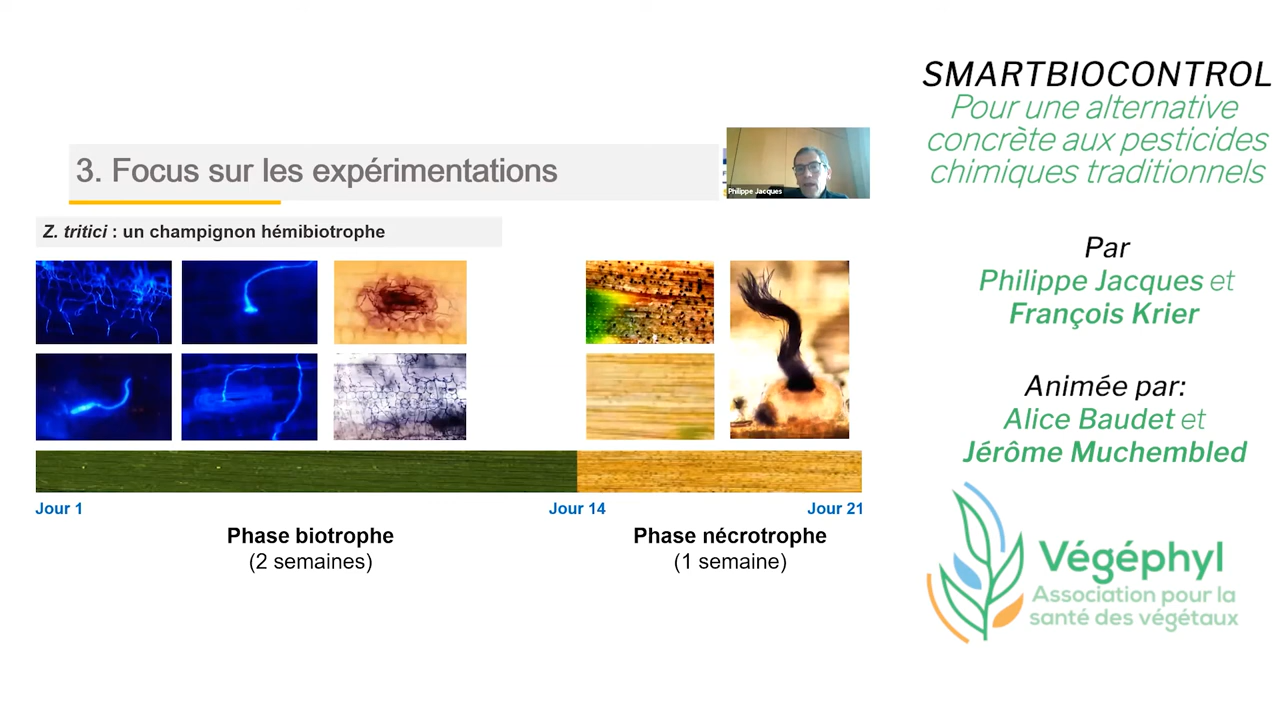 3. Focus sur les expérimentations
Philippe Jacques
Z. tritici : un champignon hémibiotrophe
Jour 1
Jour 14
Jour 21
Phase biotrophe
(2 semaines)
Phase nécrotrophe
(1 semaine)
SMARTBIOCONTROL
Pour une alternative
concrète aux pesticides
chimiques traditionnels
Par
Philippe Jacques et
François Krier
Animée par:
Alice Baudet et
Jérôme Muchembled
Végéphyl
Association pour la
santé des végétaux